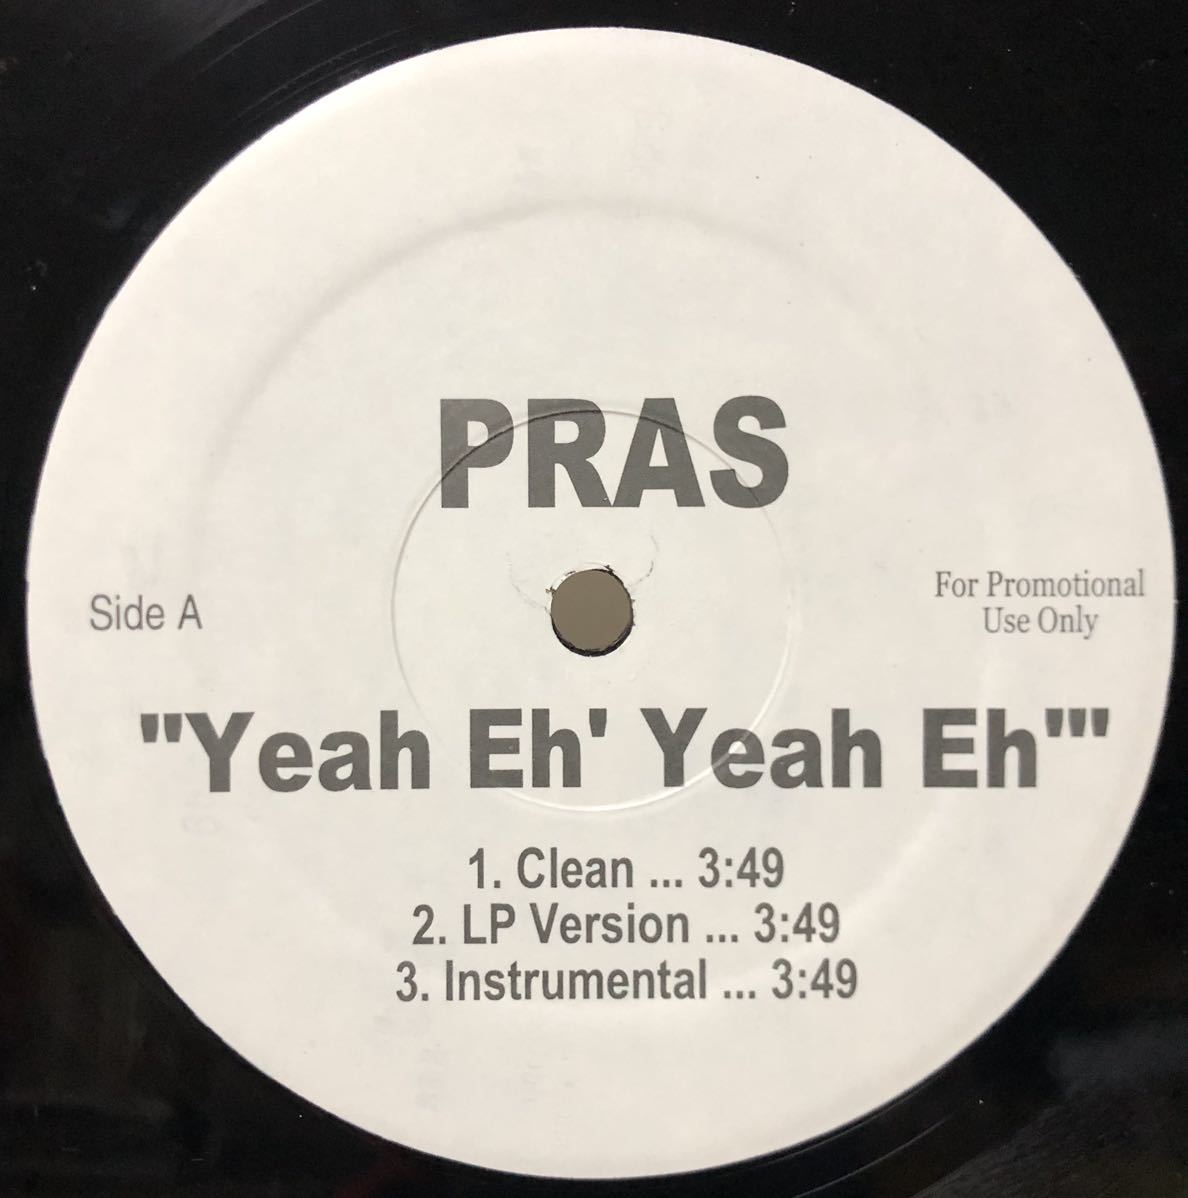 PRAS
Side A
For Promotional
Use Only
"Yeah Eh' Yeah Eh'"
1. Clean ... 3:49
2. LP Version ... 3:49
3. Instrumental ... 3:49